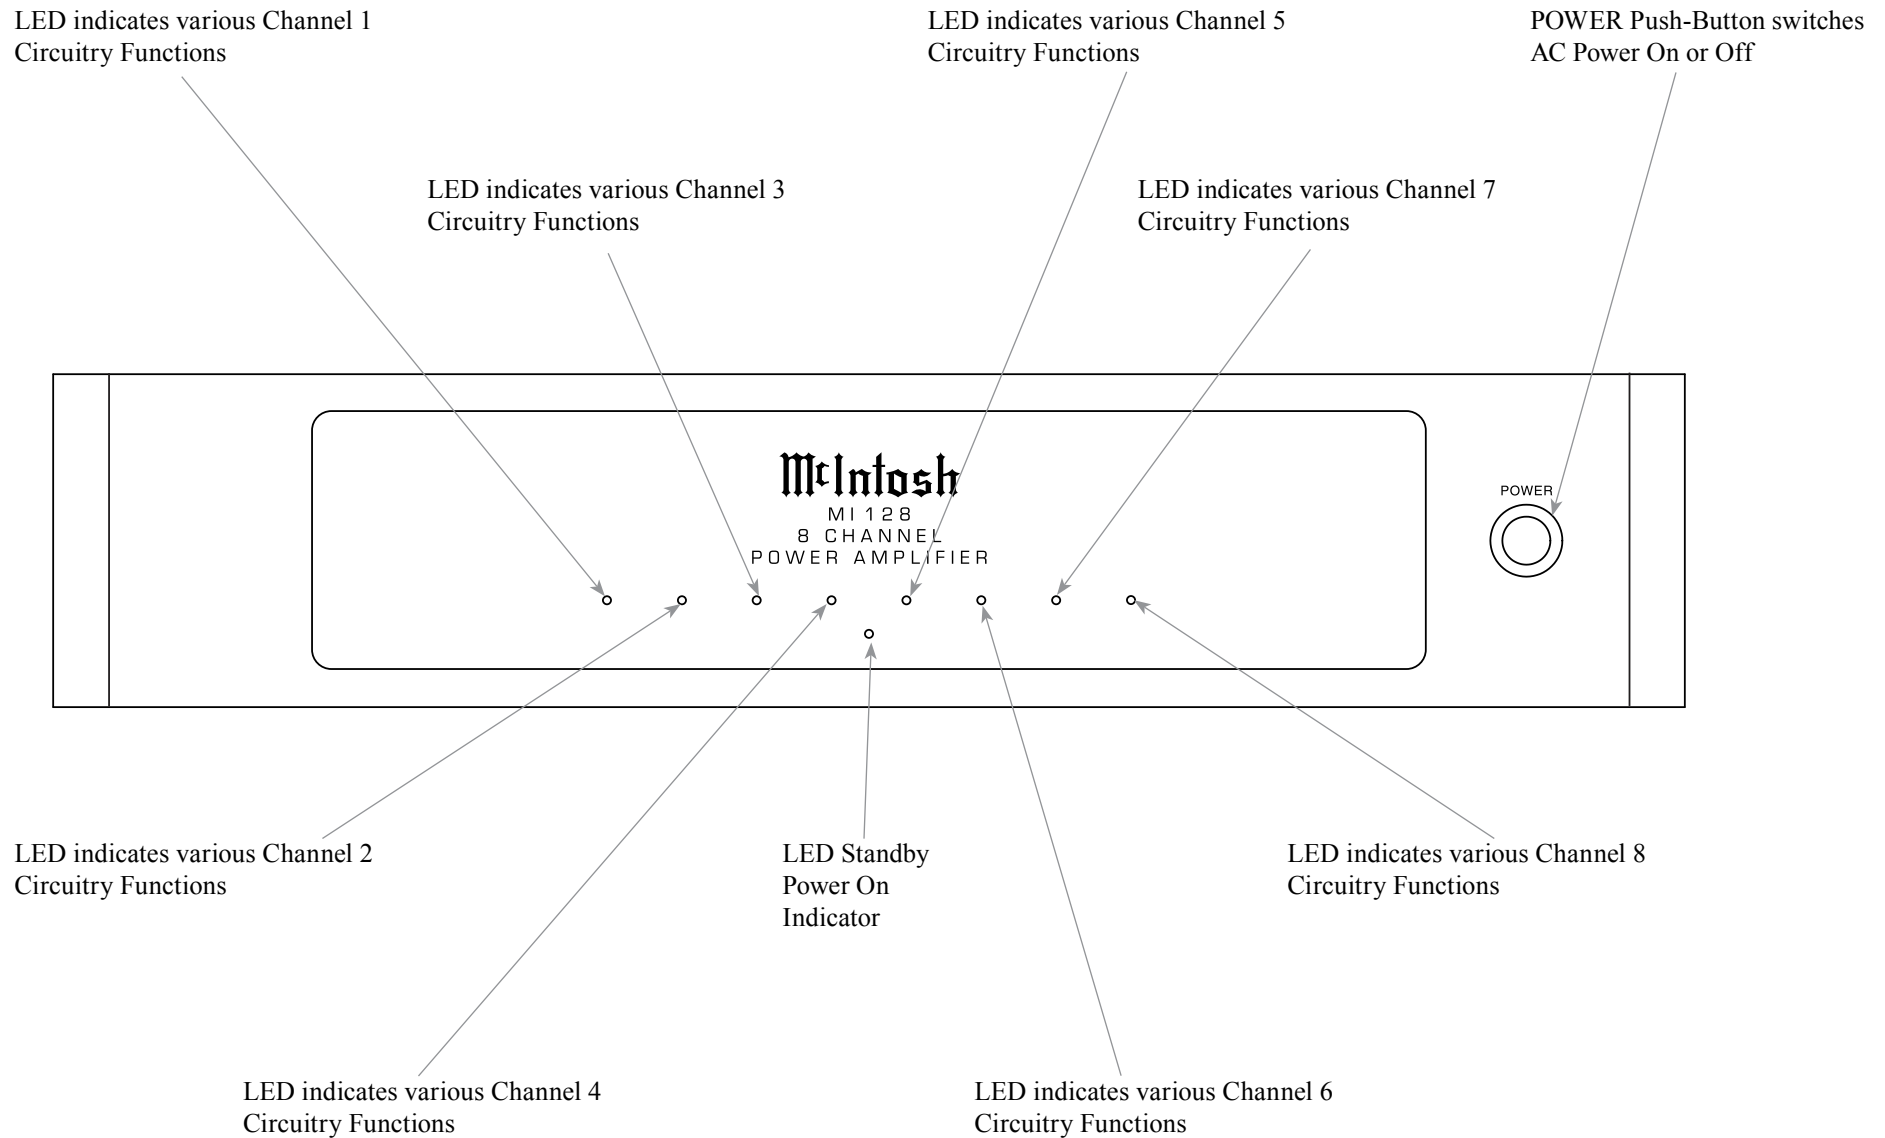 LED indicates various Channel 1
Circuitry Functions
LED indicates various Channel 5
Circuitry Functions
POWER Push-Button switches
AC Power On or Off
LED indicates various Channel 3
Circuitry Functions
LED indicates various Channel 7
Circuitry Functions
McIntosh
MI 128
8 CHANNEL
POWER AMPLIFIER
POWER
LED indicates various Channel 2
Circuitry Functions
LED Standby
Power On
Indicator
LED indicates various Channel 8
Circuitry Functions
LED indicates various Channel 4
Circuitry Functions
LED indicates various Channel 6
Circuitry Functions